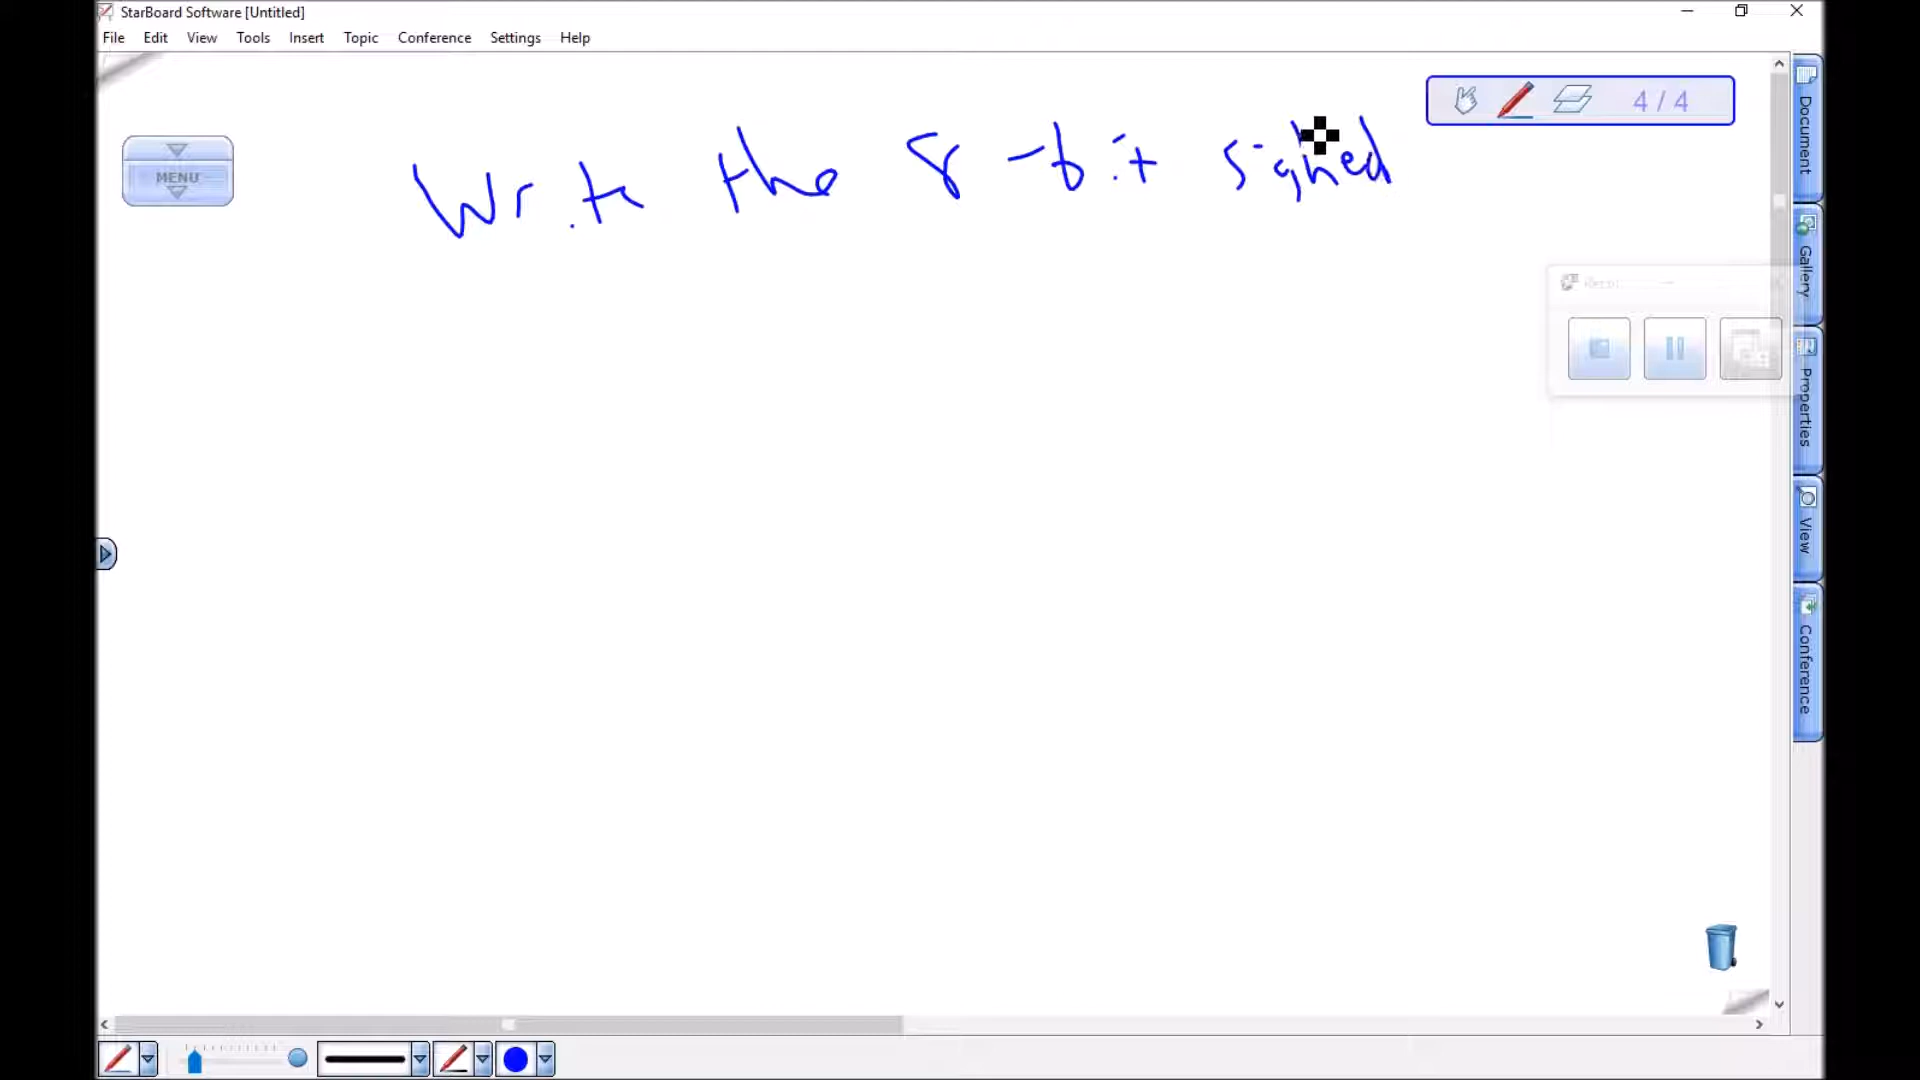 StarBoard Software [Untitled]
File Edit View Tools Insert Topic Conference Settings Help
4 / 4
MENU
Write the 8-bit signed
Document
Gallery
Properties
View
Conference